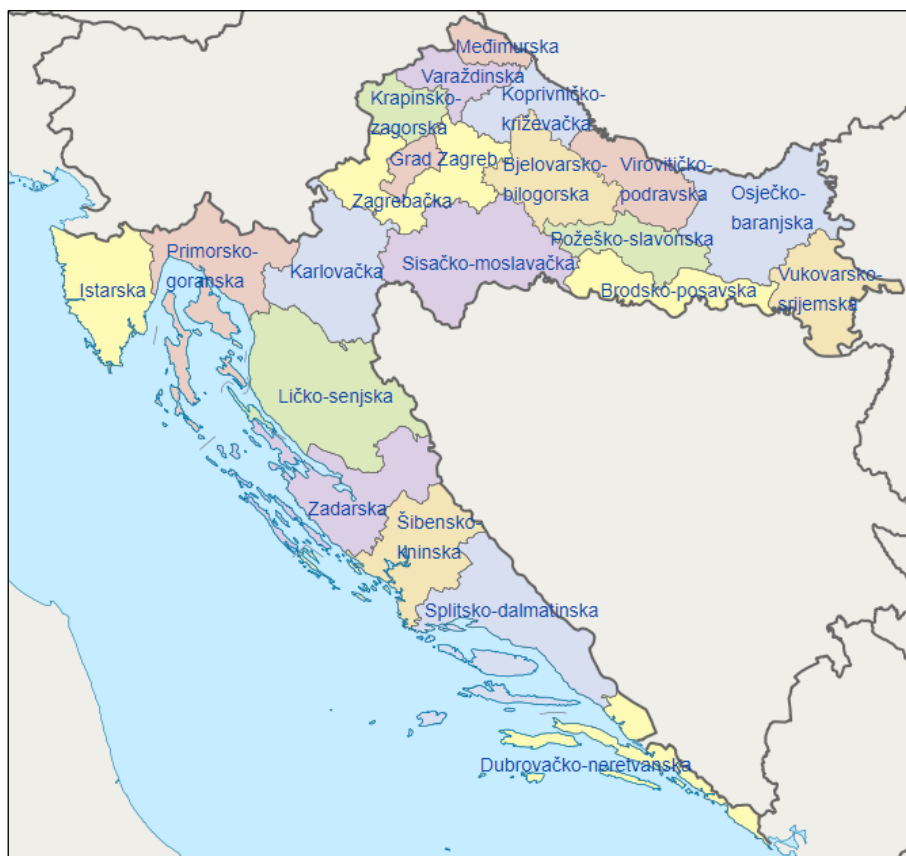 Međimurska
Varaždinska
Krapinsko-
zagorska
Koprivničko-
križevačka
Grad Zagreb
Bjelovarsko-
bilogorska
Virovitičko-
podravska
Osječko-
baranjska
Zagrebačka
Požeško-slavonska
Primorsko-
goranska
Karlovačka
Sisačko-moslavačka
Vukovarsko-
srijemska
Istarska
Brodsko-posavska
Ličko-senjska
Zadarska
Šibensko-
kninska
Splitsko-dalmatinska
Dubrovačko-neretvanska